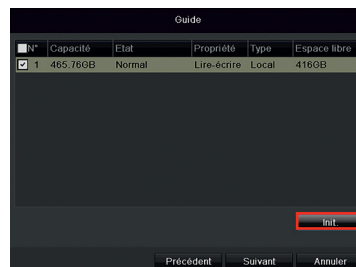 Guide
N° Capacité Etat Propriété Type Espace libre
1 465.76GB Normal Lire-écrire Local 416GB
Init.
Précédent Suivant Annuler